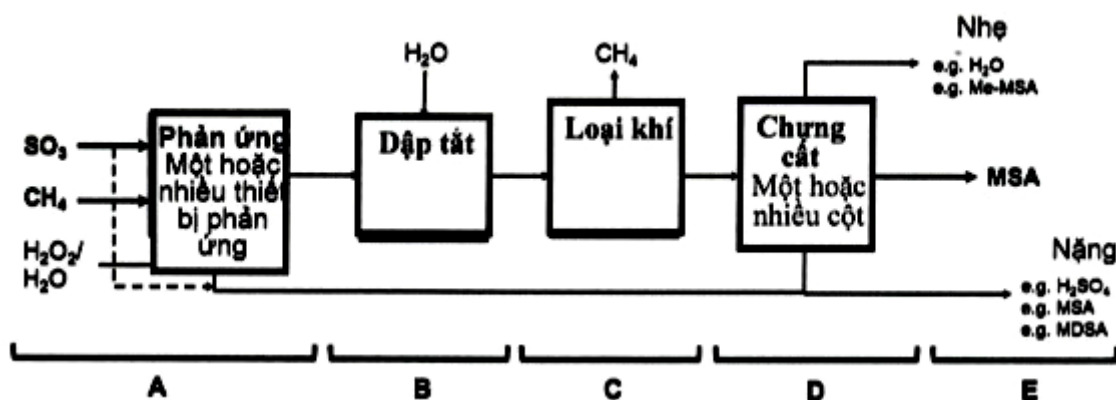 Nhẹ
e.g. H₂O
e.g. Me-MSA
H₂O
CH₄
SO₃
CH₄
H₂O₂/
H₂O
Phản ứng
Một hoặc
nhiều thiết
bị phản
ứng
Dập tắt
Loại khí
Chưng
cất
Một hoặc
nhiều cột
MSA
Nặng
e.g. H₂SO₄
e.g. MSA
e.g. MDSA
A
B
C
D
E